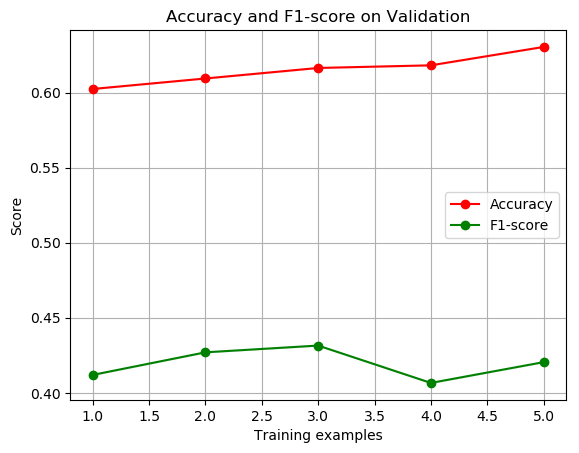 Accuracy and F1-score on Validation
Score
0.60
0.55
0.50
0.45
0.40
Accuracy
F1-score
1.0 1.5 2.0 2.5 3.0 3.5 4.0 4.5 5.0
Training examples